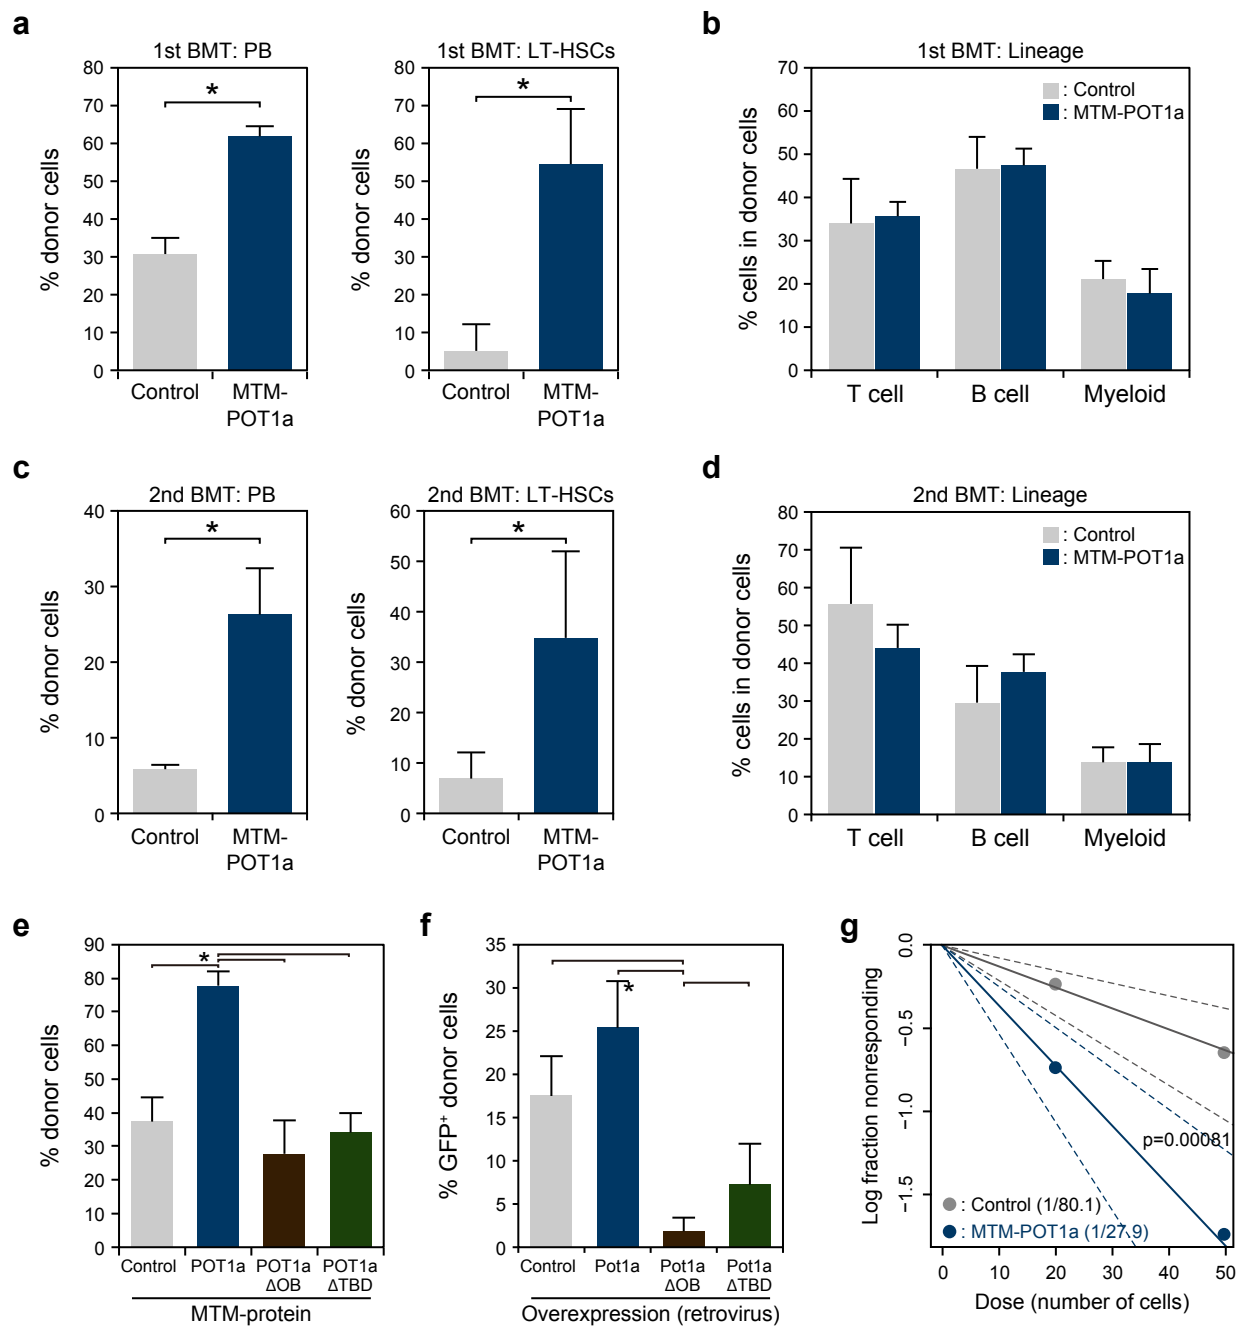 a
1st BMT: PB
80
70
60
50
40
30
20
10
0
% donor cells
*
Control
MTM-
POT1a
1st BMT: LT-HSCs
80
70
60
50
40
30
20
10
0
% donor cells
*
Control
MTM-
POT1a
b
1st BMT: Lineage
70
60
50
40
30
20
10
0
% cells in donor cells
: Control
: MTM-POT1a
T cell
B cell
Myeloid
c
2nd BMT: PB
40
30
20
10
0
% donor cells
*
Control
MTM-
POT1a
2nd BMT: LT-HSCs
60
50
40
30
20
10
0
% donor cells
*
Control
MTM-
POT1a
d
2nd BMT: Lineage
80
70
60
50
40
30
20
10
0
% cells in donor cells
: Control
: MTM-POT1a
T cell
B cell
Myeloid
e
90
80
70
60
50
40
30
20
10
0
% donor cells
*
Control
POT1a
POT1a
ΔOB
POT1a
ΔTBD
MTM-protein
f
35
30
25
20
15
10
5
0
% GFP⁺ donor cells
*
Control
Pot1a
Pot1a
ΔOB
Pot1a
ΔTBD
Overexpression (retrovirus)
g
0.0
−0.5
−1.0
−1.5
Log fraction nonresponding
p=0.00081
: Control (1/80.1)
: MTM-POT1a (1/27.9)
0
10
20
30
40
50
Dose (number of cells)